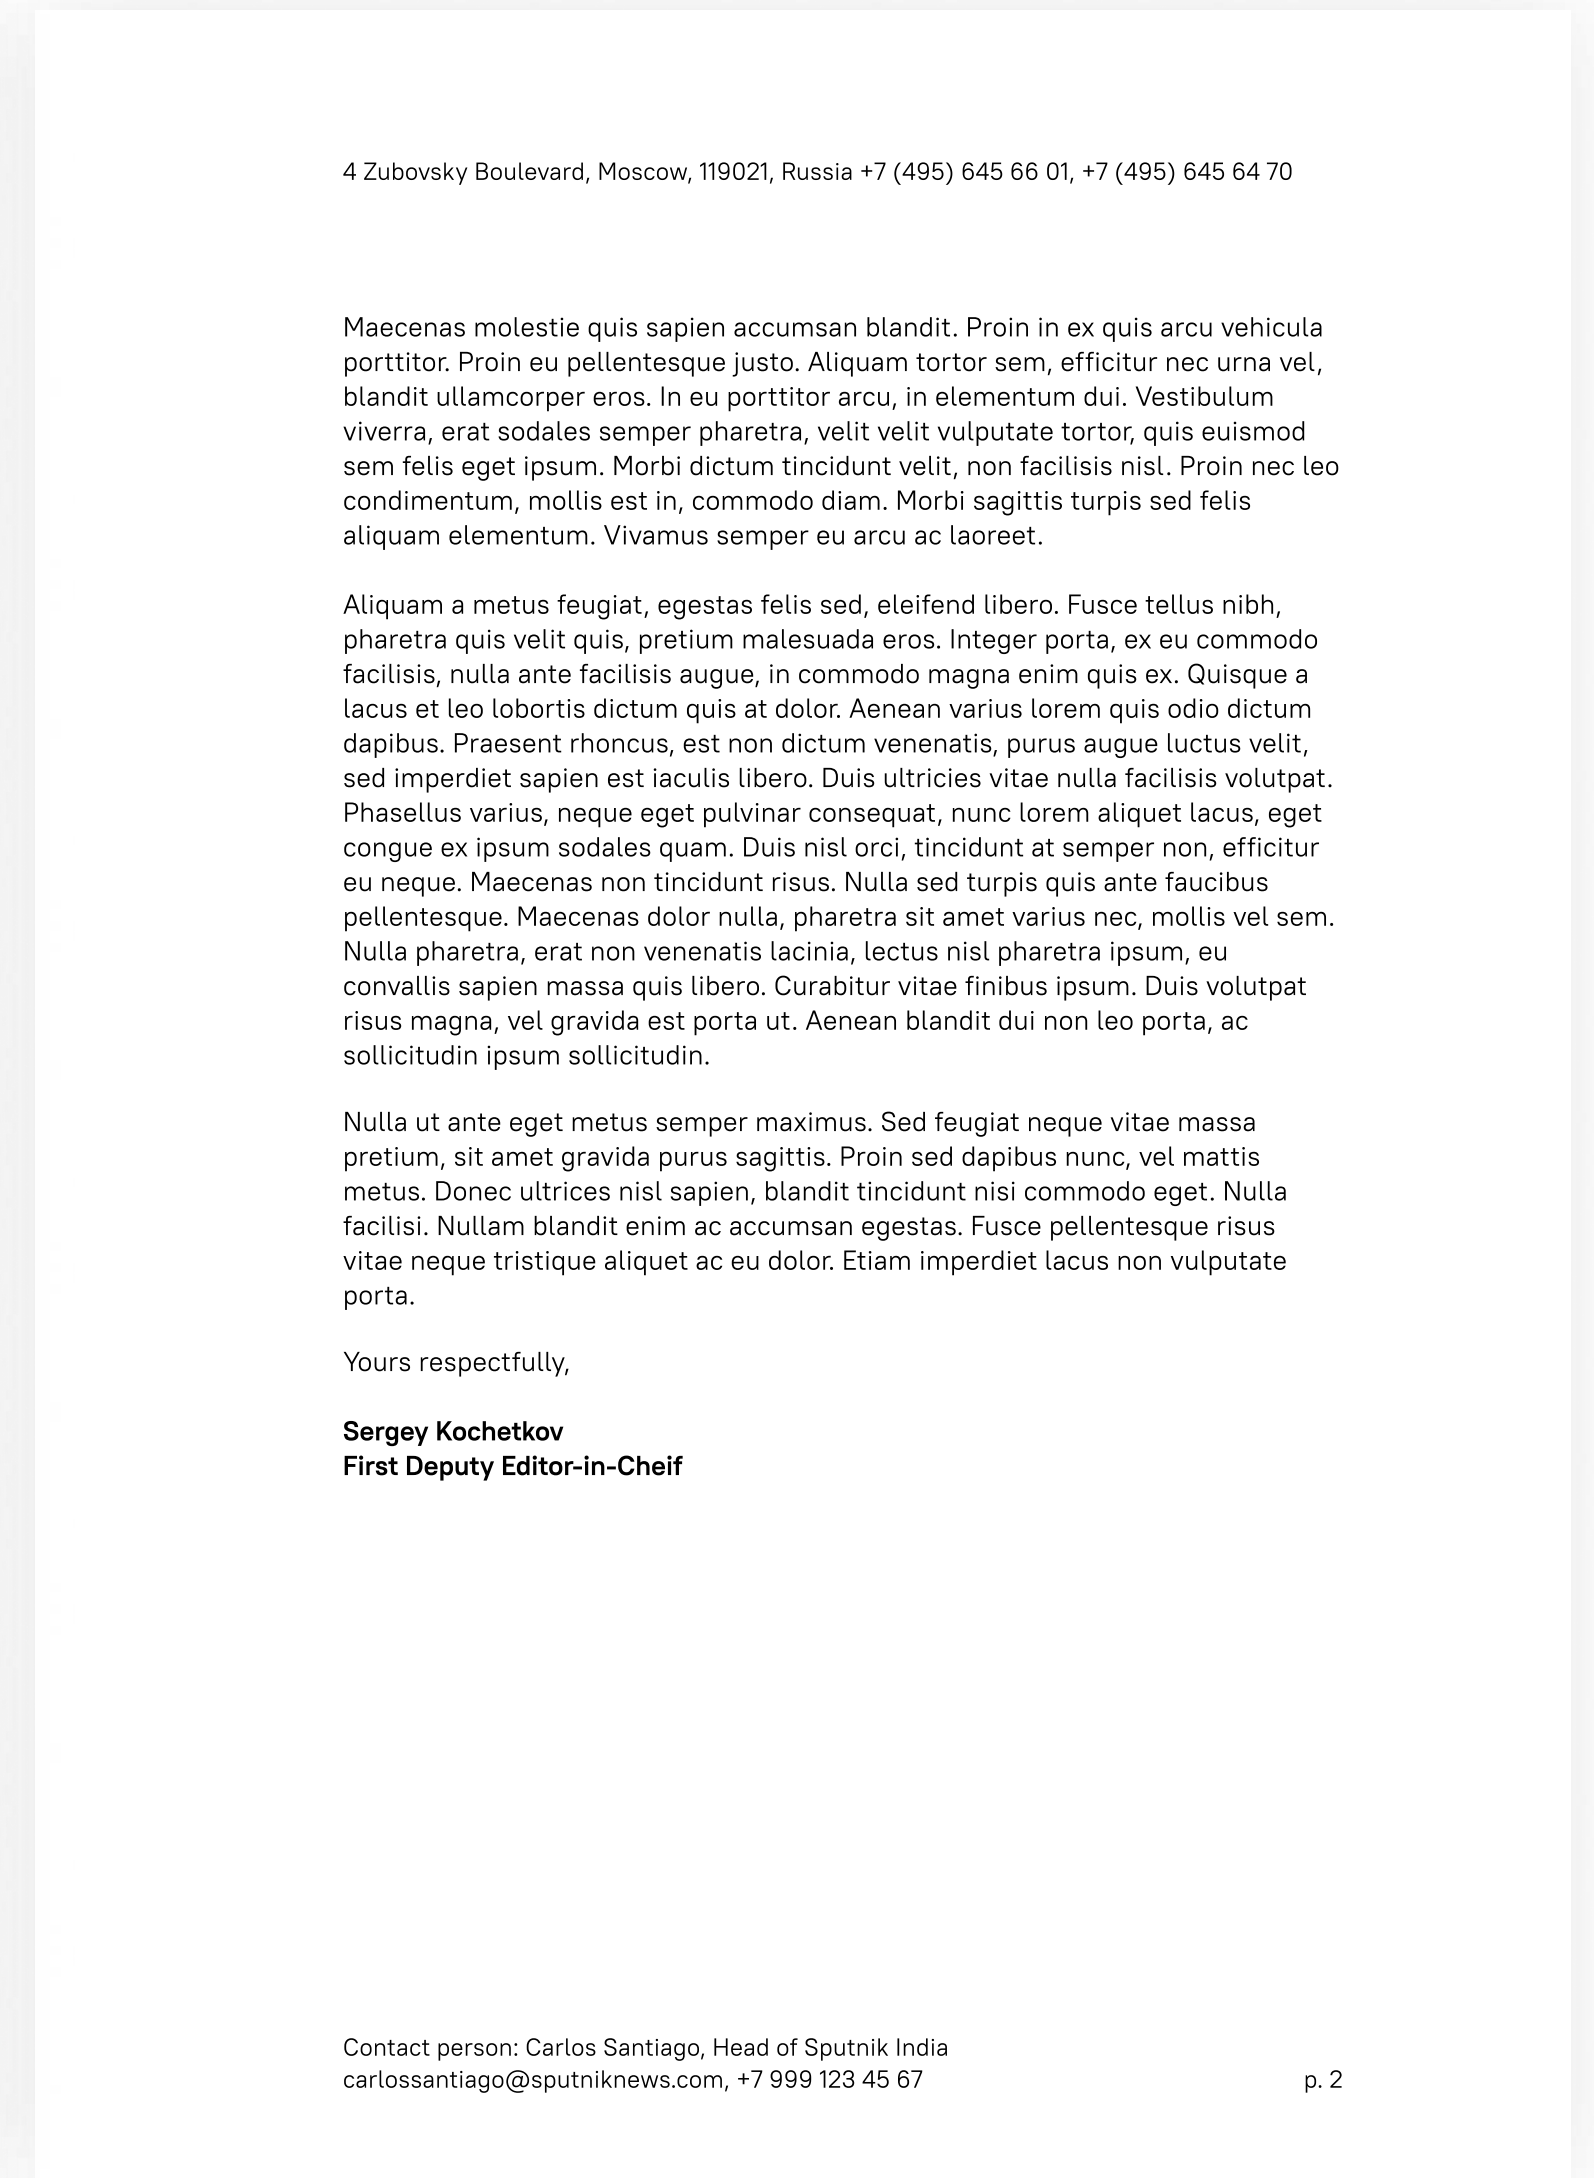 4 Zubovsky Boulevard, Moscow, 119021, Russia +7 (495) 645 66 01, +7 (495) 645 64 70
Maecenas molestie quis sapien accumsan blandit. Proin in ex quis arcu vehicula
porttitor. Proin eu pellentesque justo. Aliquam tortor sem, efficitur nec urna vel,
blandit ullamcorper eros. In eu porttitor arcu, in elementum dui. Vestibulum
viverra, erat sodales semper pharetra, velit velit vulputate tortor, quis euismod
sem felis eget ipsum. Morbi dictum tincidunt velit, non facilisis nisl. Proin nec leo
condimentum, mollis est in, commodo diam. Morbi sagittis turpis sed felis
aliquam elementum. Vivamus semper eu arcu ac laoreet.
Aliquam a metus feugiat, egestas felis sed, eleifend libero. Fusce tellus nibh,
pharetra quis velit quis, pretium malesuada eros. Integer porta, ex eu commodo
facilisis, nulla ante facilisis augue, in commodo magna enim quis ex. Quisque a
lacus et leo lobortis dictum quis at dolor. Aenean varius lorem quis odio dictum
dapibus. Praesent rhoncus, est non dictum venenatis, purus augue luctus velit,
sed imperdiet sapien est iaculis libero. Duis ultricies vitae nulla facilisis volutpat.
Phasellus varius, neque eget pulvinar consequat, nunc lorem aliquet lacus, eget
congue ex ipsum sodales quam. Duis nisl orci, tincidunt at semper non, efficitur
eu neque. Maecenas non tincidunt risus. Nulla sed turpis quis ante faucibus
pellentesque. Maecenas dolor nulla, pharetra sit amet varius nec, mollis vel sem.
Nulla pharetra, erat non venenatis lacinia, lectus nisl pharetra ipsum, eu
convallis sapien massa quis libero. Curabitur vitae finibus ipsum. Duis volutpat
risus magna, vel gravida est porta ut. Aenean blandit dui non leo porta, ac
sollicitudin ipsum sollicitudin.
Nulla ut ante eget metus semper maximus. Sed feugiat neque vitae massa
pretium, sit amet gravida purus sagittis. Proin sed dapibus nunc, vel mattis
metus. Donec ultrices nisl sapien, blandit tincidunt nisi commodo eget. Nulla
facilisi. Nullam blandit enim ac accumsan egestas. Fusce pellentesque risus
vitae neque tristique aliquet ac eu dolor. Etiam imperdiet lacus non vulputate
porta.
Yours respectfully,
Sergey Kochetkov
First Deputy Editor-in-Cheif
Contact person: Carlos Santiago, Head of Sputnik India
carlossantiago@sputniknews.com, +7 999 123 45 67
p. 2